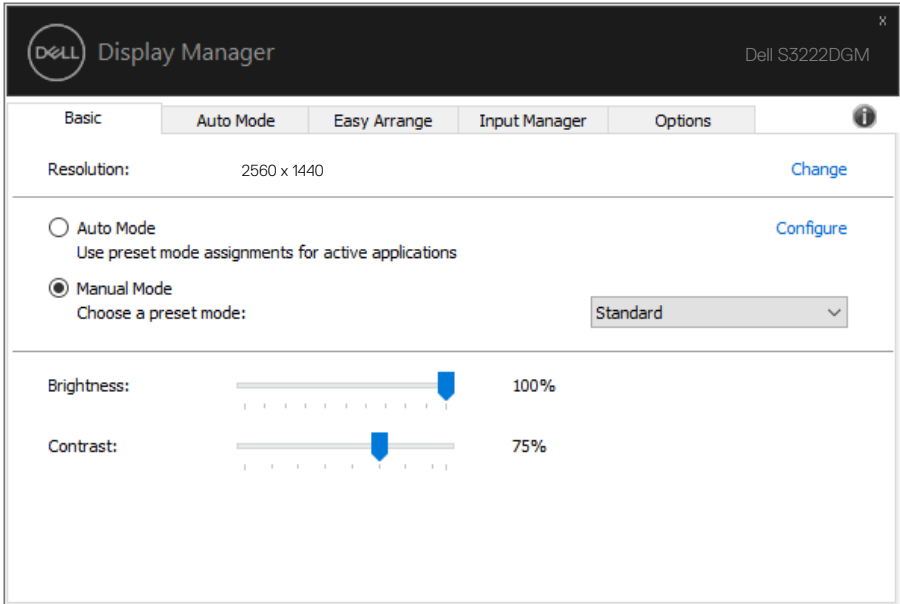 DELL Display Manager
x
Dell S3222DGM
Basic Auto Mode Easy Arrange Input Manager Options i
Resolution: 2560 x 1440 Change
Auto Mode Configure
Use preset mode assignments for active applications
Manual Mode
Choose a preset mode: Standard
Brightness: 100%
Contrast: 75%